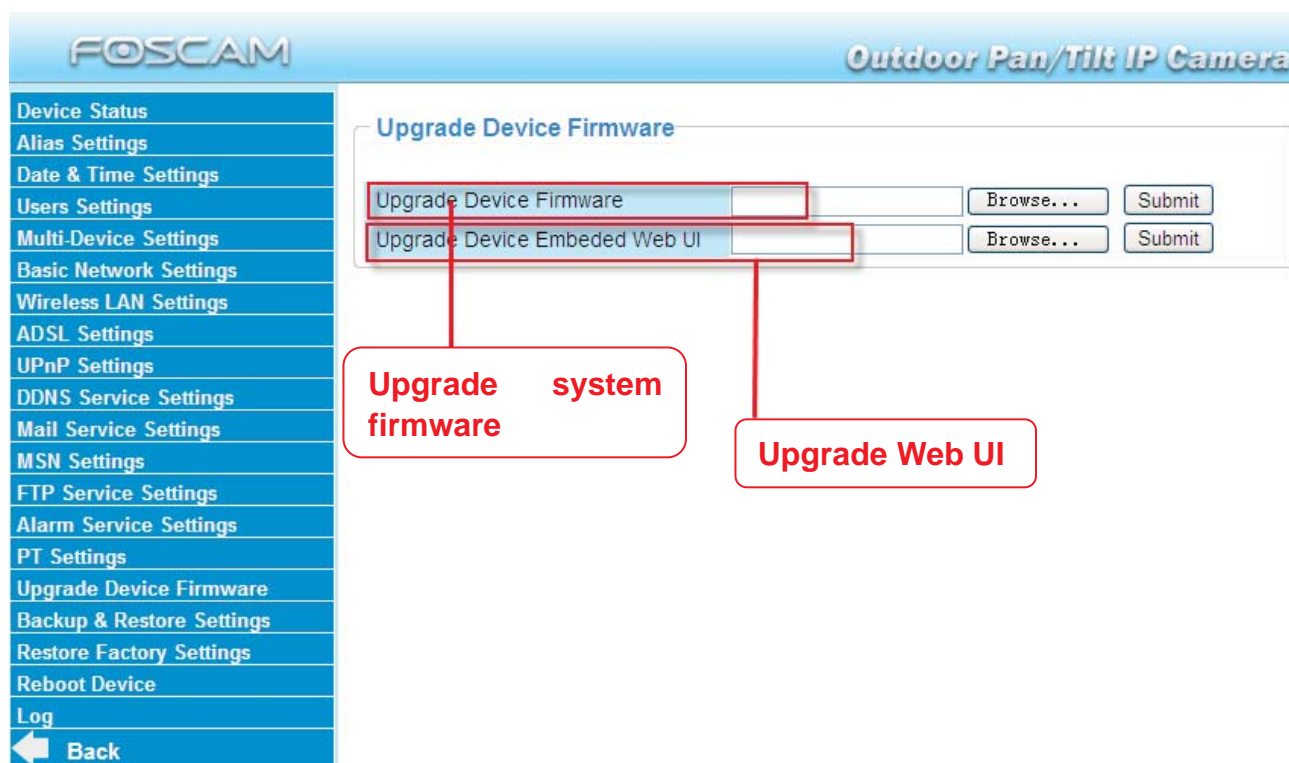 FOSCAM
Outdoor Pan/Tilt IP Camera
Device Status
Alias Settings
Date & Time Settings
Users Settings
Multi-Device Settings
Basic Network Settings
Wireless LAN Settings
ADSL Settings
UPnP Settings
DDNS Service Settings
Mail Service Settings
MSN Settings
FTP Service Settings
Alarm Service Settings
PT Settings
Upgrade Device Firmware
Backup & Restore Settings
Restore Factory Settings
Reboot Device
Log
Back
Upgrade Device Firmware
Upgrade Device Firmware Browse... Submit
Upgrade Device Embeded Web UI Browse... Submit
Upgrade system
firmware
Upgrade Web UI